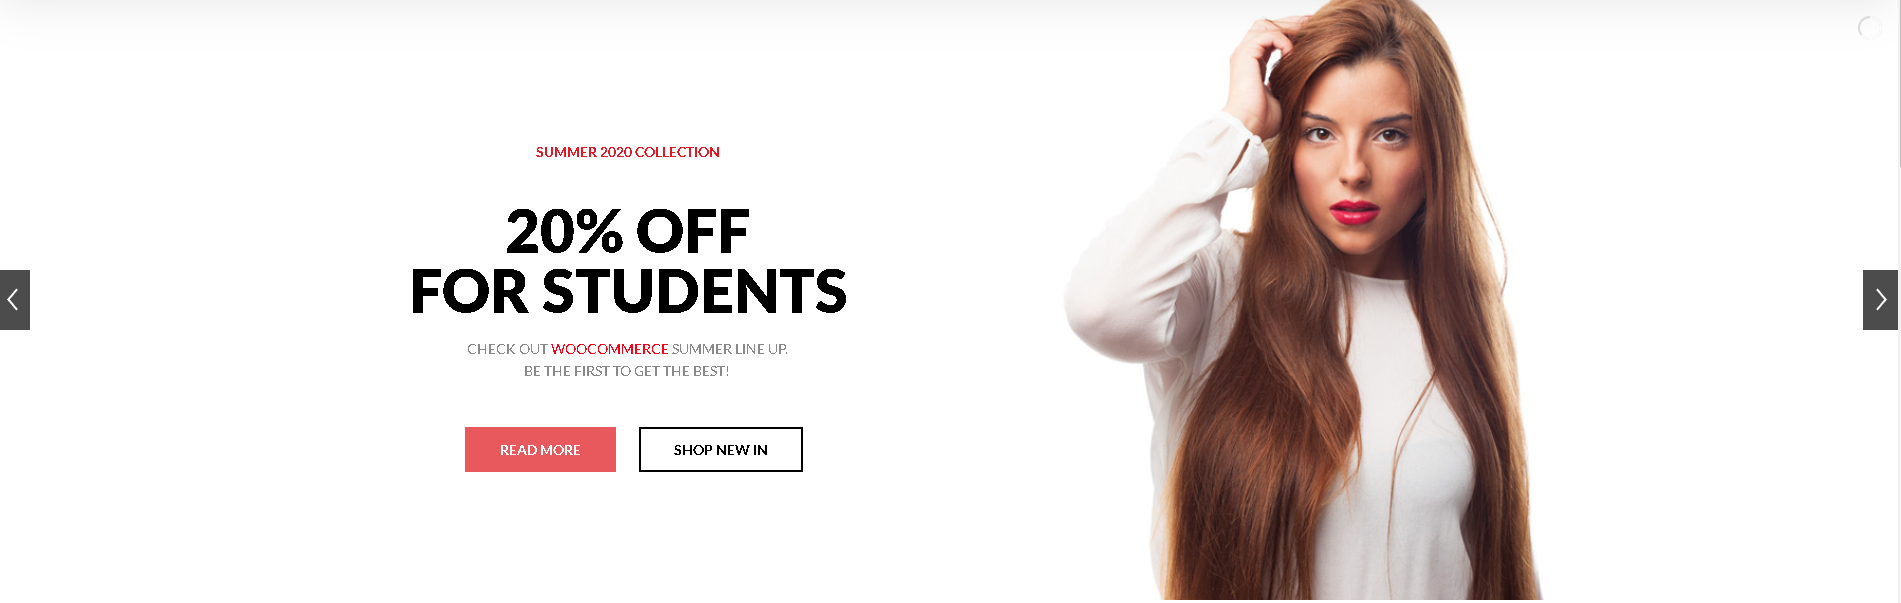 SUMMER 2020 COLLECTION
20% OFF
FOR STUDENTS
CHECK OUT WOOCOMMERCE SUMMER LINE UP.
BE THE FIRST TO GET THE BEST!
READ MORE
SHOP NEW IN